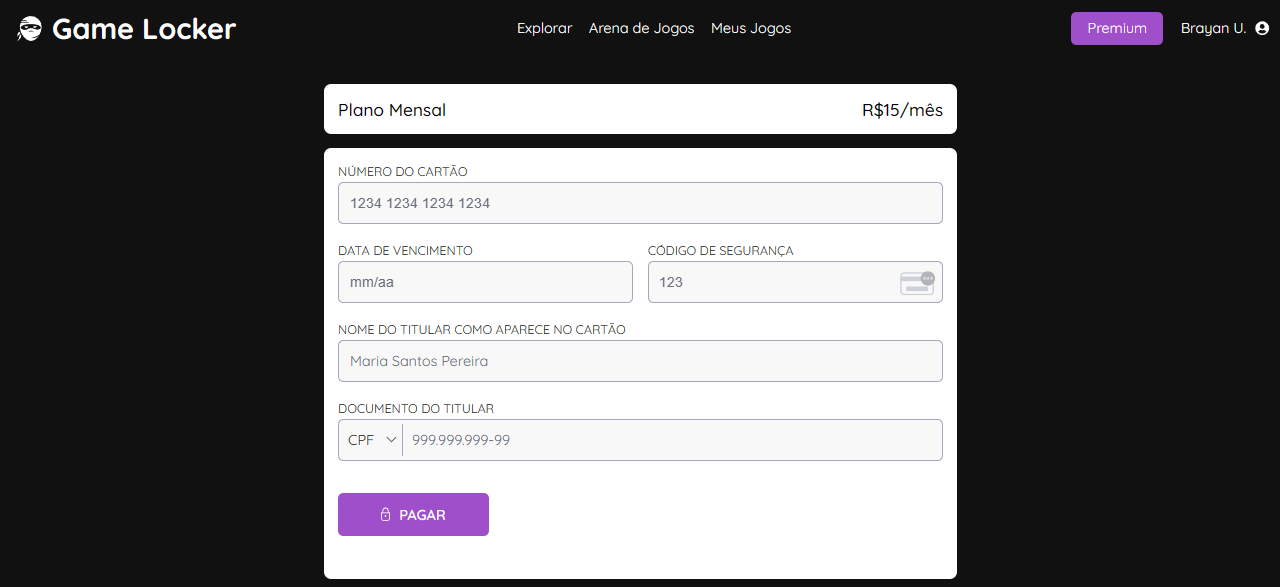 Game Locker
Explorar Arena de Jogos Meus Jogos
Premium
Brayan U.
Plano Mensal R$15/mês
NÚMERO DO CARTÃO
1234 1234 1234 1234
DATA DE VENCIMENTO CÓDIGO DE SEGURANÇA
mm/aa 123
NOME DO TITULAR COMO APARECE NO CARTÃO
Maria Santos Pereira
DOCUMENTO DO TITULAR
CPF 999.999.999-99
PAGAR